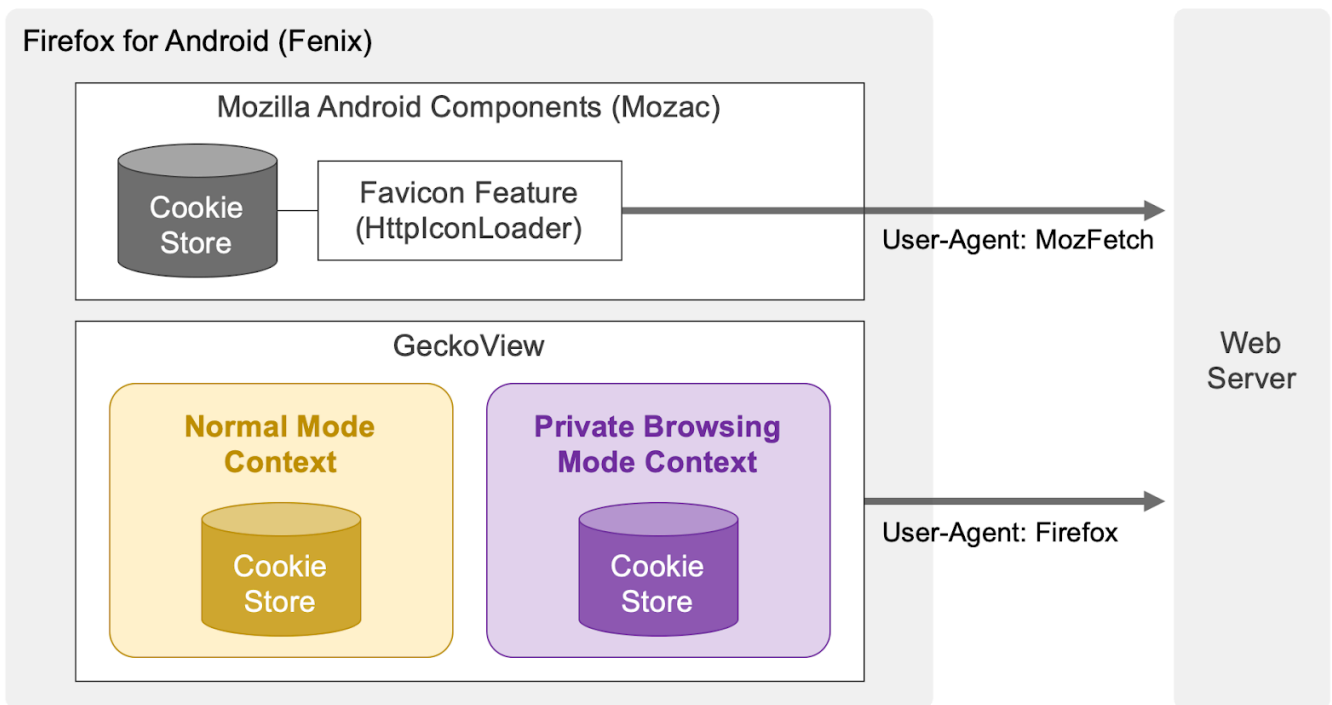 Firefox for Android (Fenix)
Mozilla Android Components (Mozac)
Cookie
Store
Favicon Feature
(HttpIconLoader)
User-Agent: MozFetch
GeckoView
Normal Mode
Context
Cookie
Store
Private Browsing
Mode Context
Cookie
Store
User-Agent: Firefox
Web
Server